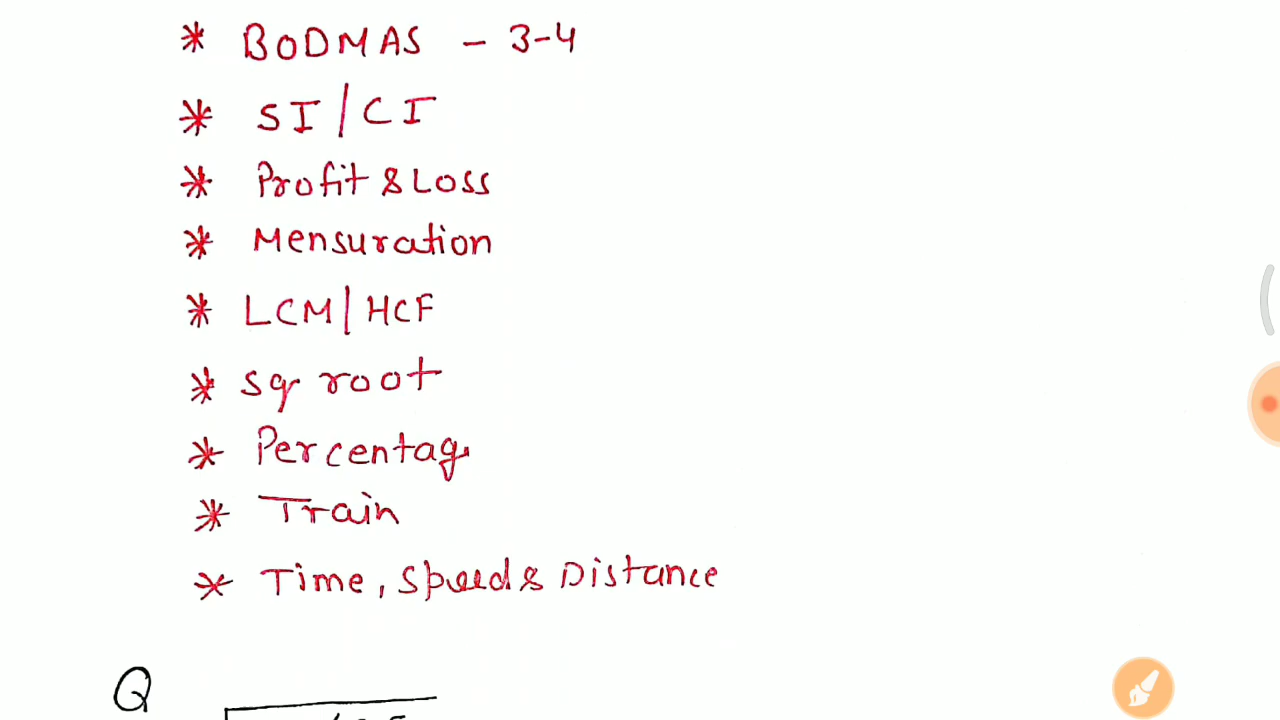 * BODMAS - 3-4
* SI/CI
* Profit & Loss
* Mensuration
* LCM/HCF
* Sq root
* Percentag
* Train
* Time, Speed & Distance
Q